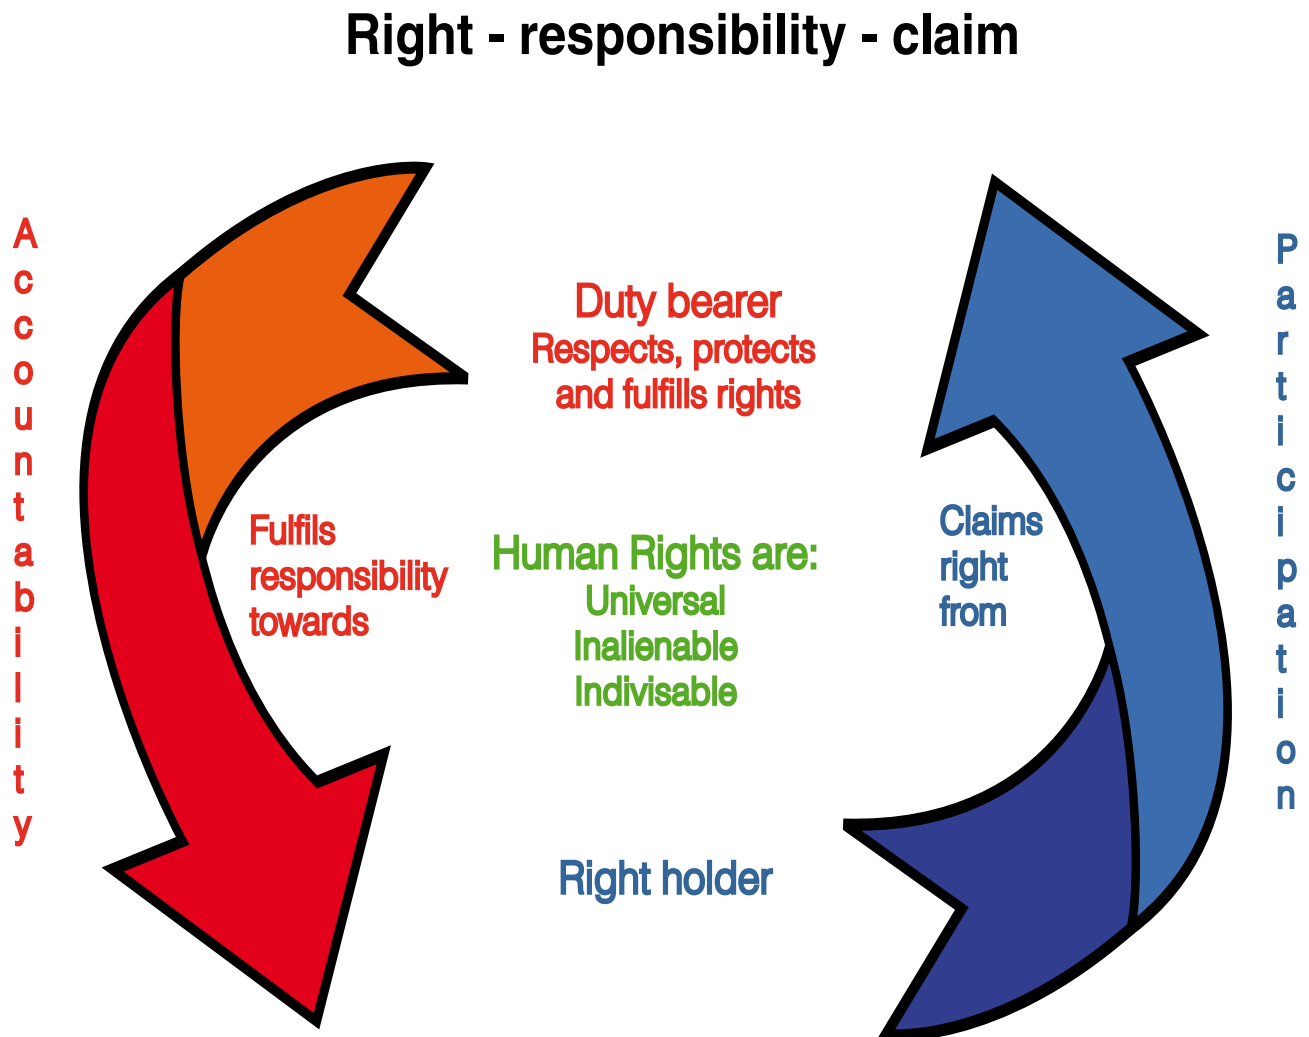 Right - responsibility - claim
Accountability
Duty bearer
Respects, protects
and fulfills rights
Fulfils
responsibility
towards
Human Rights are:
Universal
Inalienable
Indivisable
Claims
right
from
Right holder
Participation